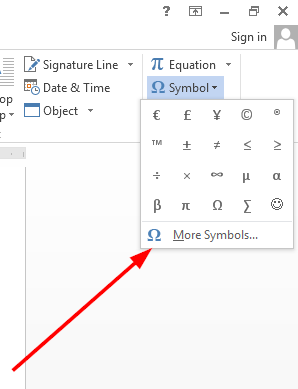 ?
Sign in
Signature Line
π Equation
Date & Time
Ω Symbol
op
Object
p
€ £ ¥ © ®
™ ± ≠ ≤ ≥
÷ × ∞ µ α
β π Ω ∑ ☺
Ω More Symbols...